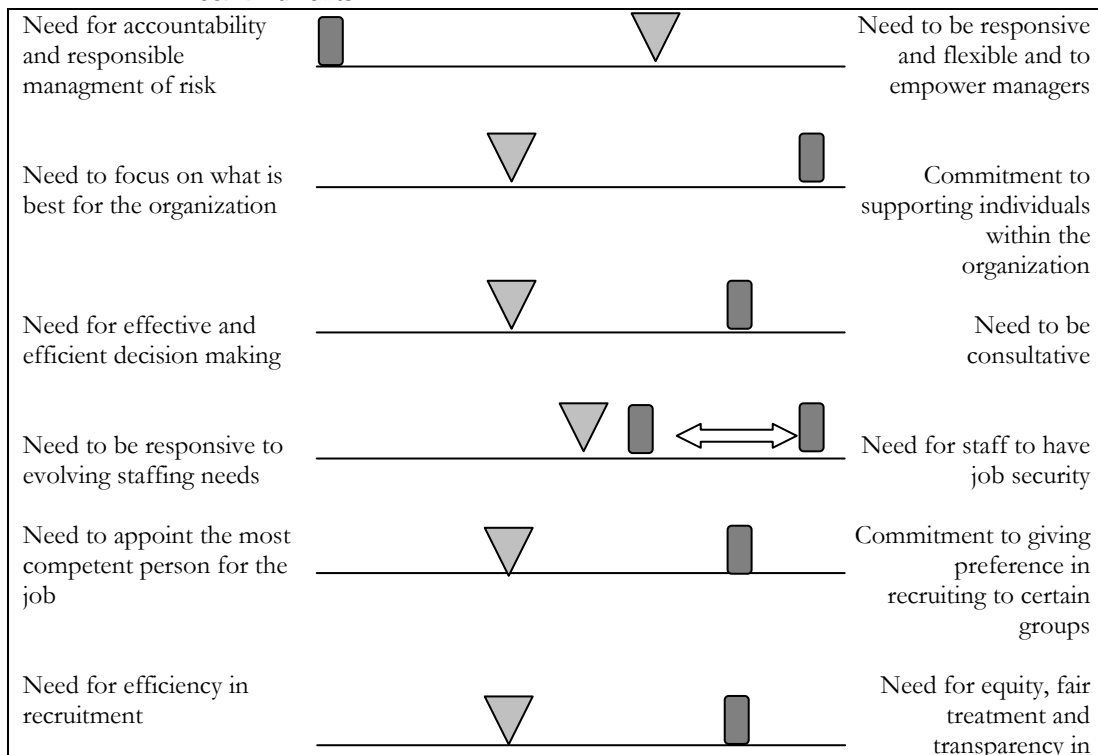 Need for accountability
and responsible
managment of risk
Need to be responsive
and flexible and to
empower managers
Need to focus on what is
best for the organization
Commitment to
supporting individuals
within the
organization
Need for effective and
efficient decision making
Need to be
consultative
Need to be responsive to
evolving staffing needs
Need for staff to have
job security
Need to appoint the most
competent person for the
job
Commitment to giving
preference in
recruiting to certain
groups
Need for efficiency in
recruitment
Need for equity, fair
treatment and
transparency in